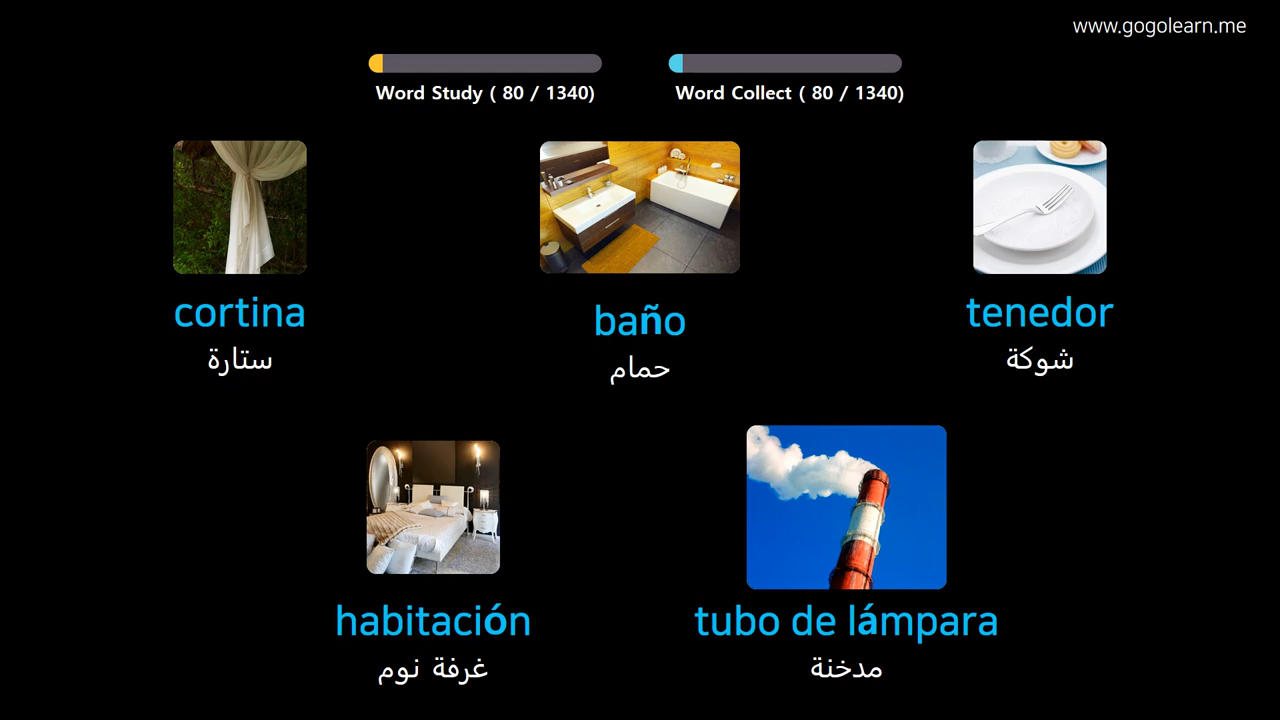 www.gogolearn.me
Word Study ( 80 / 1340)
Word Collect ( 80 / 1340)
cortina
ستارة
baño
حمام
tenedor
شوكة
habitación
غرفة نوم
tubo de lámpara
مدخنة